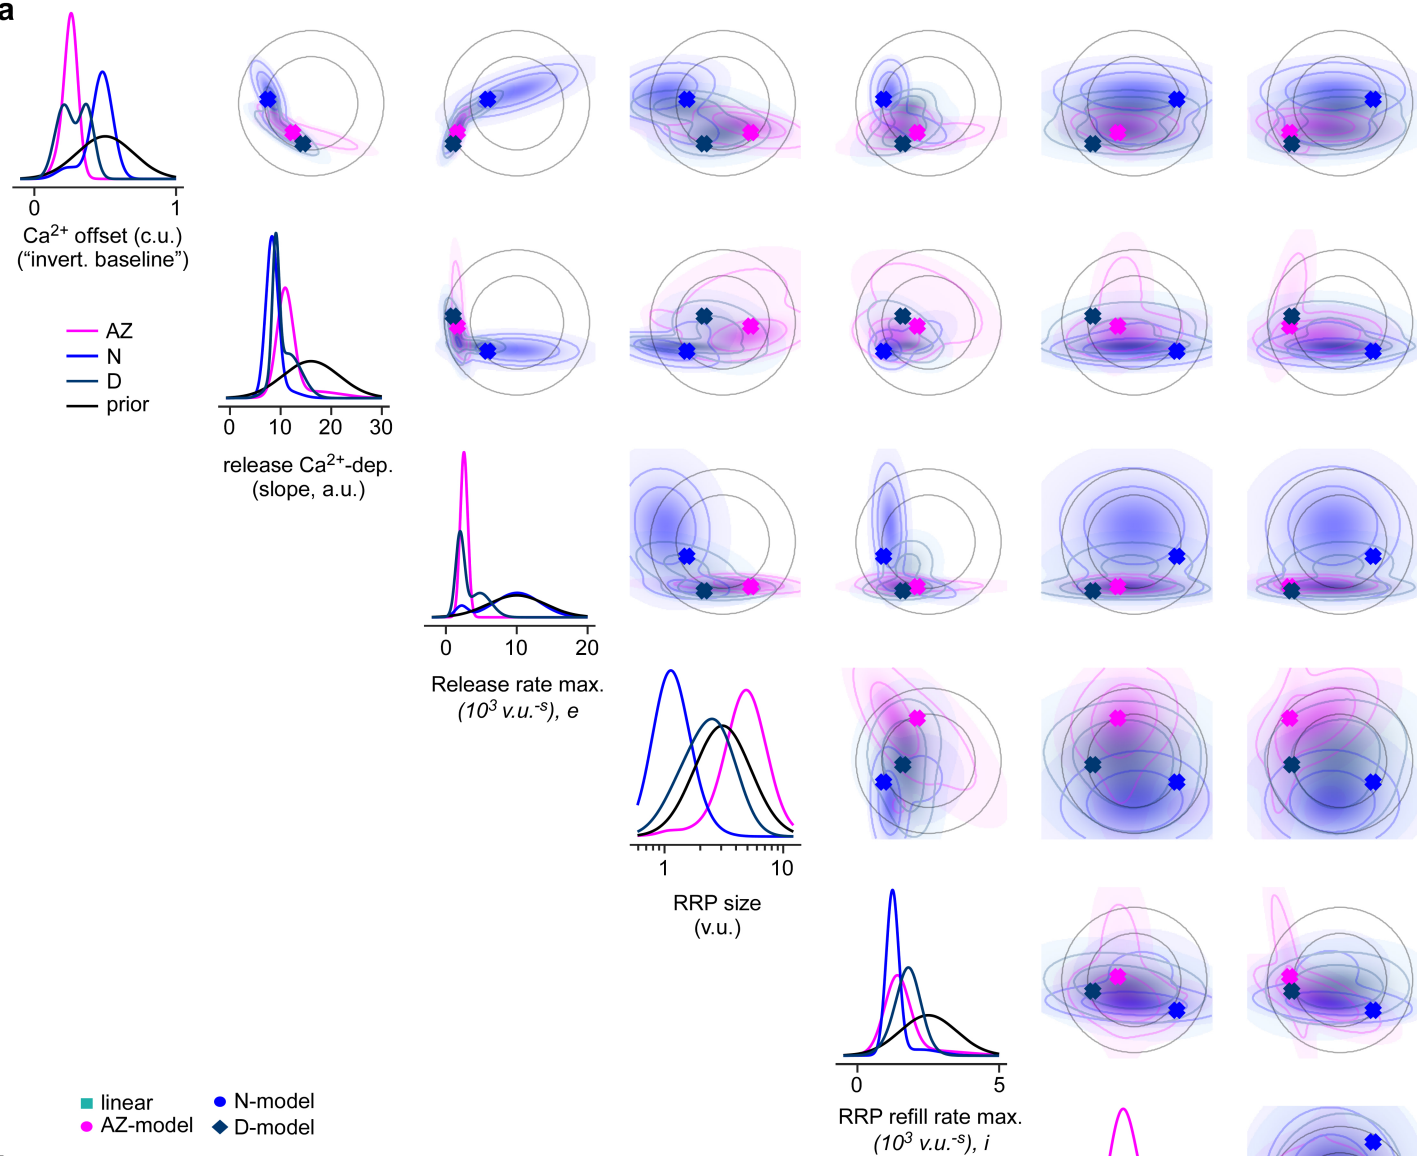 a
0 1
Ca2+ offset (c.u.)
(“invert. baseline”)
AZ
N
D
prior
0 10 20 30
release Ca2+-dep.
(slope, a.u.)
0 10 20
Release rate max.
(103 v.u.-s), e
1 10
RRP size
(v.u.)
0 5
RRP refill rate max.
(103 v.u.-s), i
linear
AZ-model
N-model
D-model